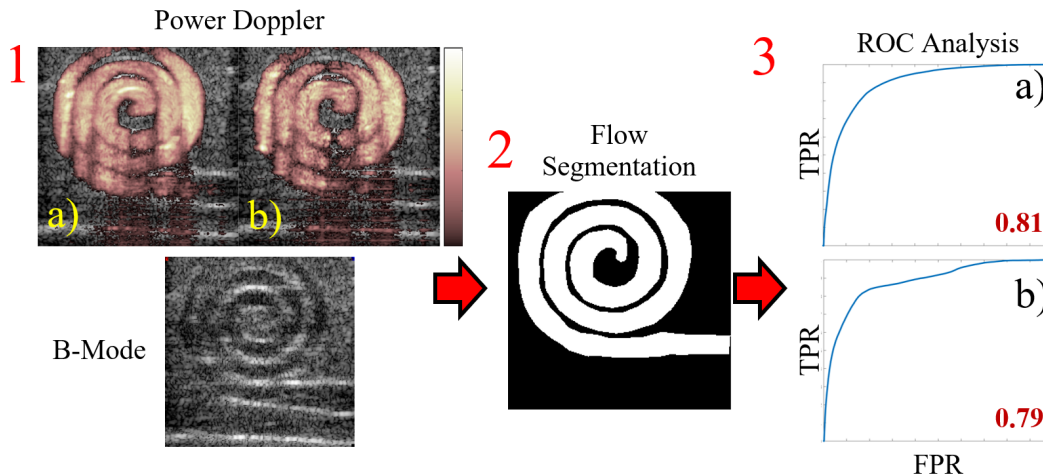 Power Doppler
1
a)
b)
B-Mode
2
Flow
Segmentation
3
ROC Analysis
TPR
a)
0.81
TPR
b)
0.79
FPR